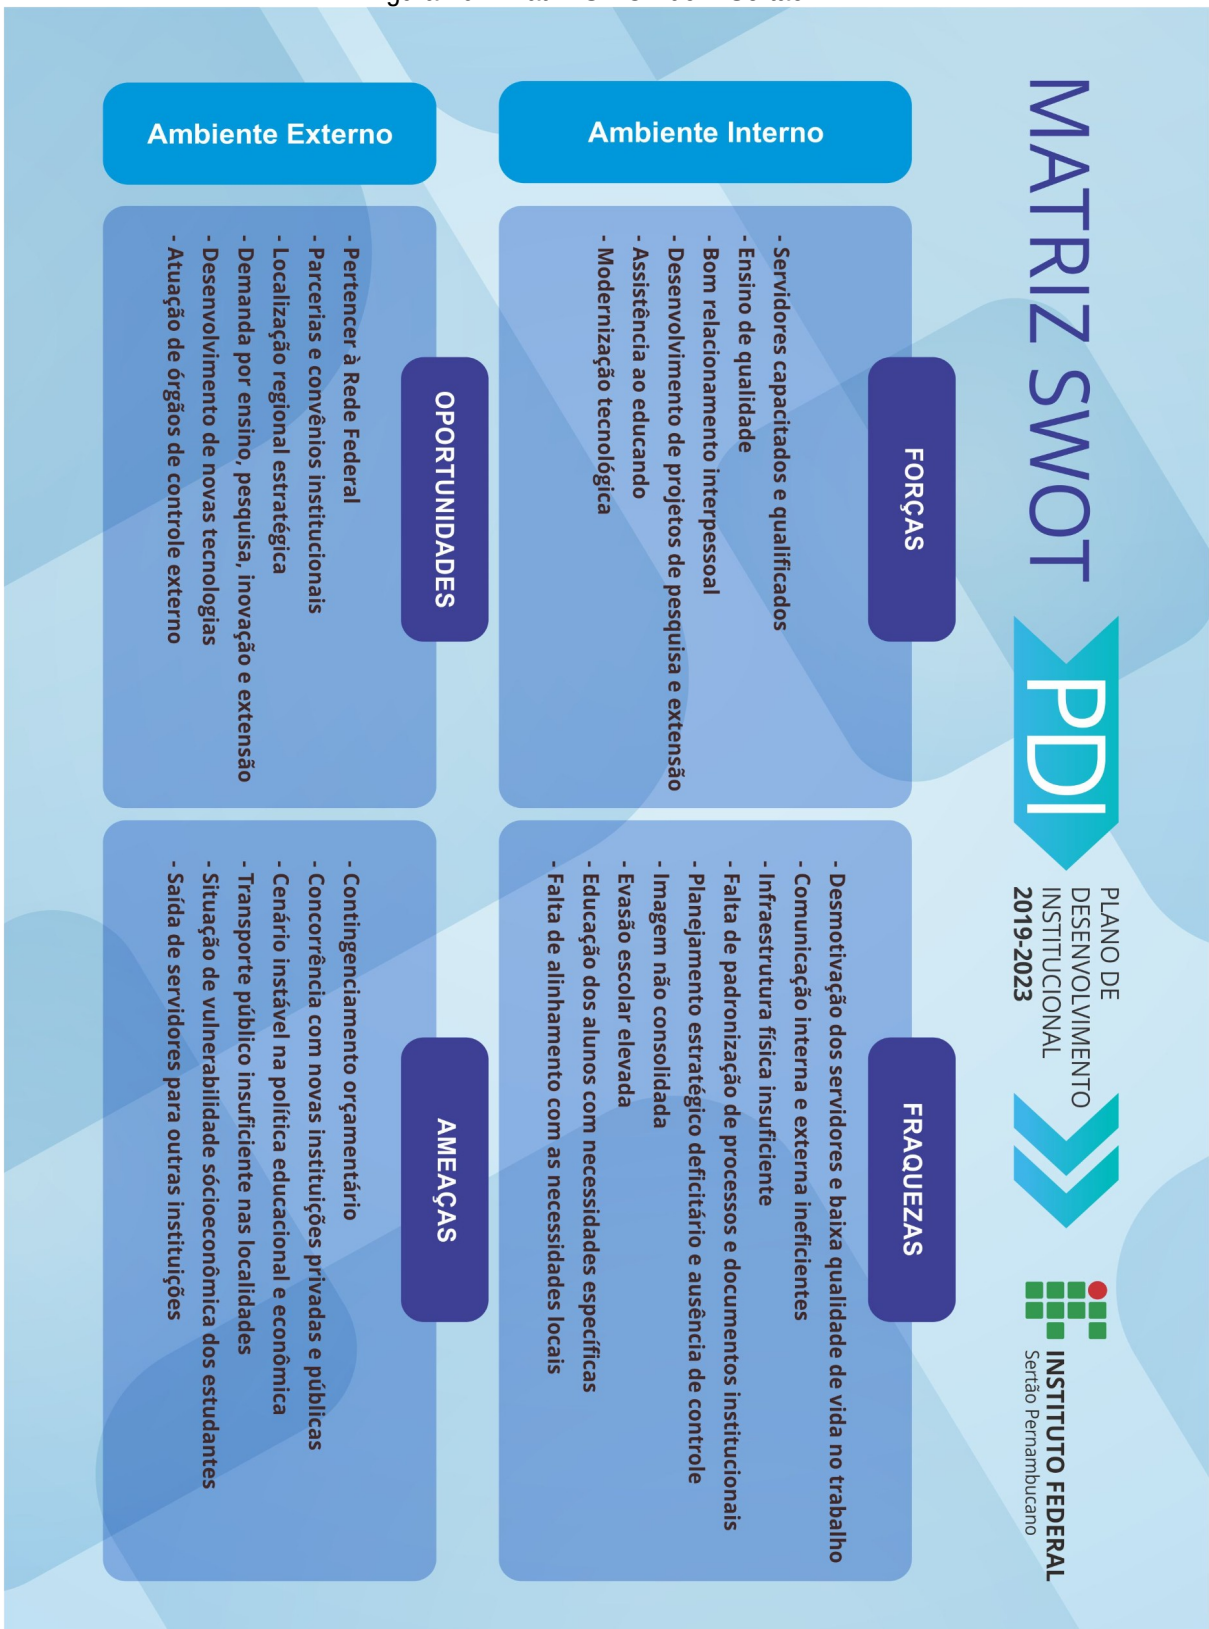 MATRIZ SWOT
PDI
PLANO DE
DESENVOLVIMENTO
INSTITUCIONAL
2019-2023
INSTITUTO FEDERAL
Sertão Pernambucano
Ambiente Interno
FORÇAS
- Servidores capacitados e qualificados
- Ensino de qualidade
- Bom relacionamento interpessoal
- Desenvolvimento de projetos de pesquisa e extensão
- Assistência ao educando
- Modernização tecnológica
FRAQUEZAS
- Desmotivação dos servidores e baixa qualidade de vida no trabalho
- Comunicação interna e externa ineficientes
- Infraestrutura física insuficiente
- Falta de padronização de processos e documentos institucionais
- Planejamento estratégico deficitário e ausência de controle
- Imagem não consolidada
- Evasão escolar elevada
- Educação dos alunos com necessidades específicas
- Falta de alinhamento com as necessidades locais
Ambiente Externo
OPORTUNIDADES
- Pertencer à Rede Federal
- Parcerias e convênios institucionais
- Localização regional estratégica
- Demanda por ensino, pesquisa, inovação e extensão
- Desenvolvimento de novas tecnologias
- Atuação de órgãos de controle externo
AMEAÇAS
- Contingenciamento orçamentário
- Concorrência com novas instituições privadas e públicas
- Cenário instável na política educacional e econômica
- Transporte público insuficiente nas localidades
- Situação de vulnerabilidade sócioeconômica dos estudantes
- Saída de servidores para outras instituições